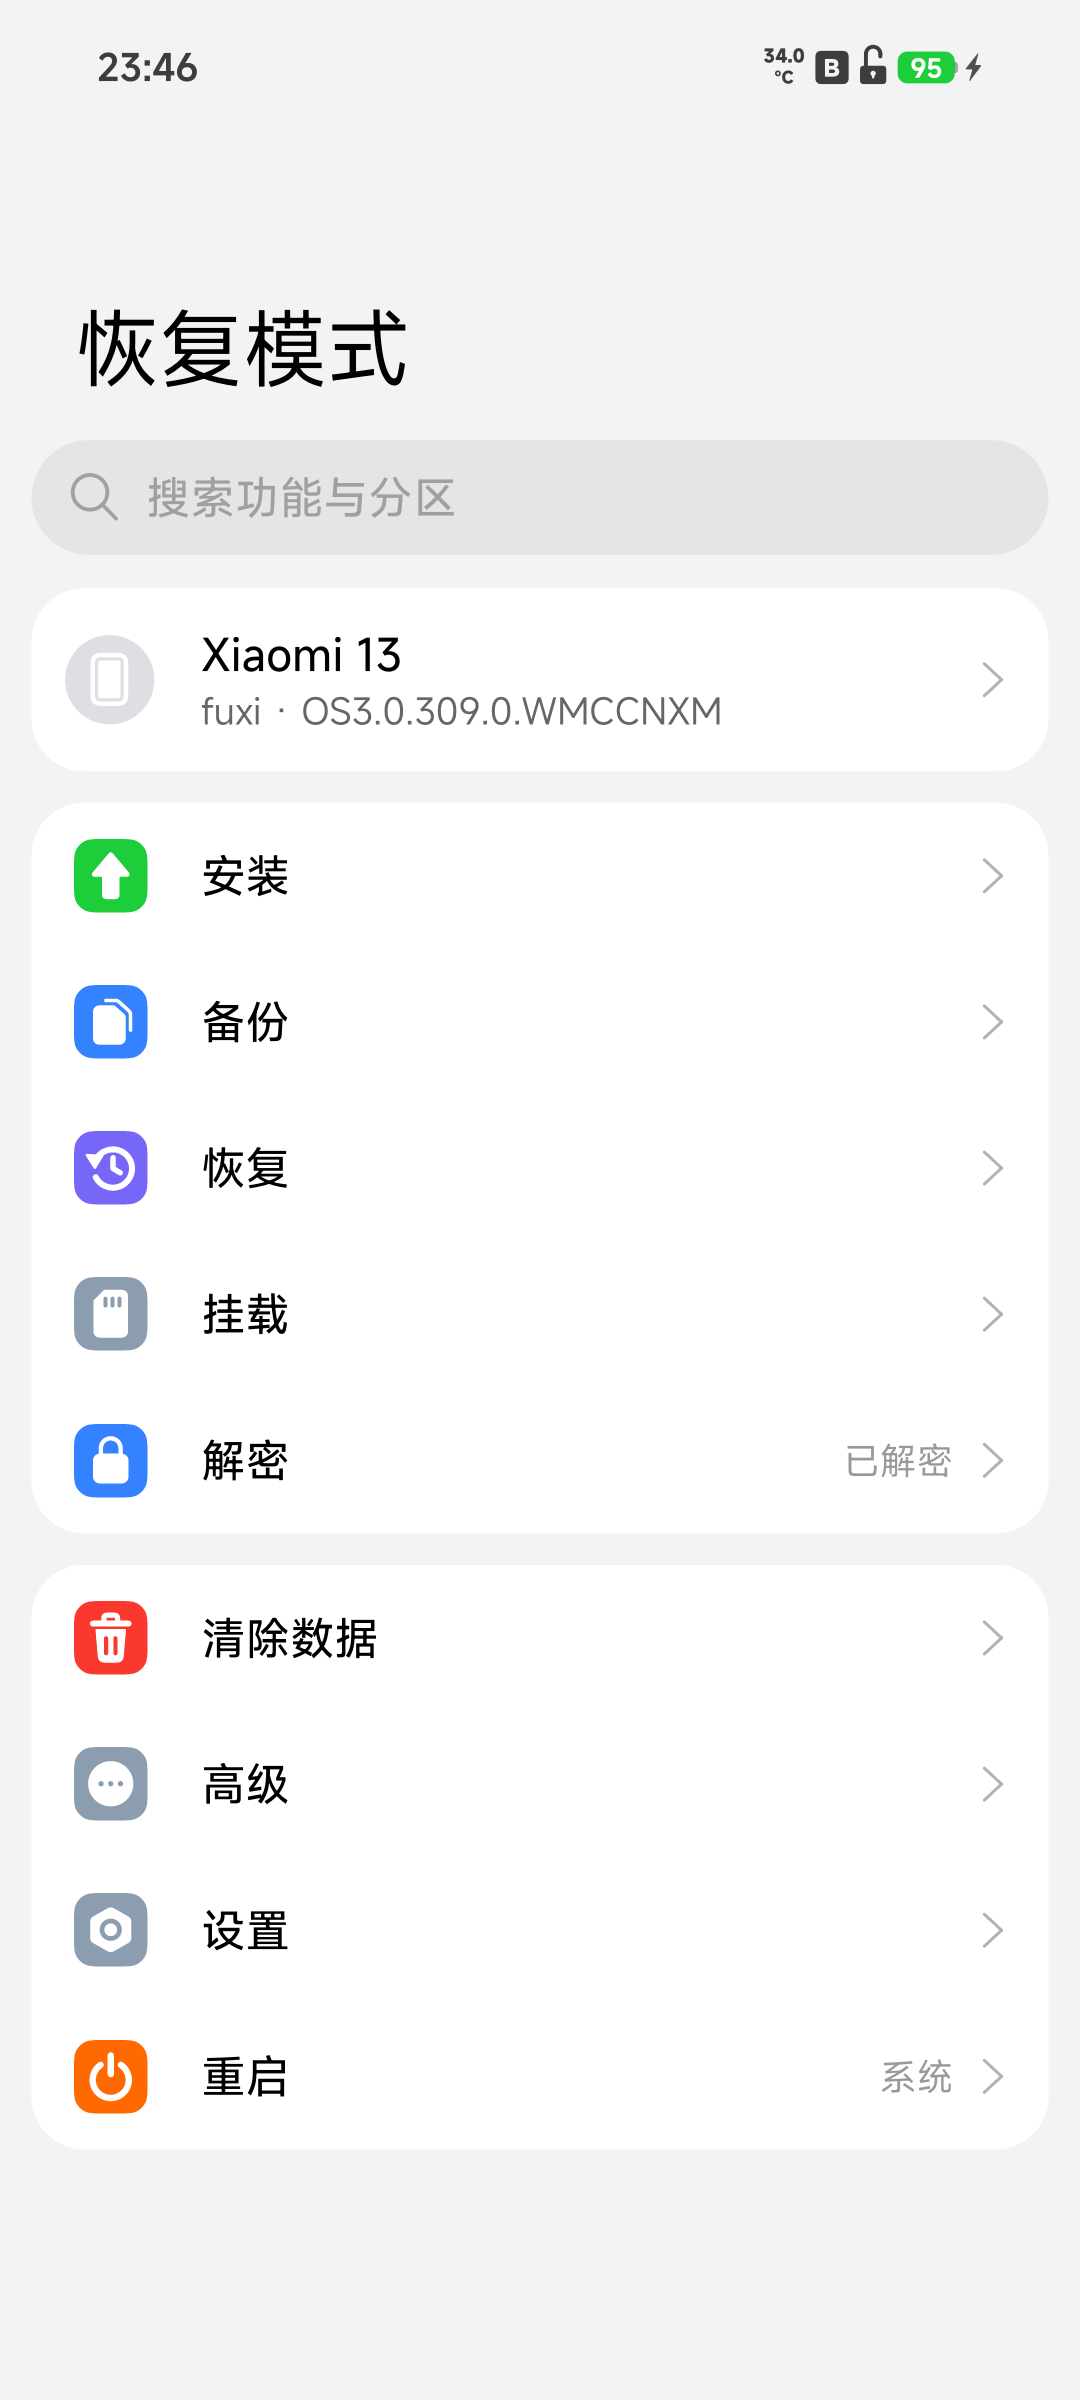 23:46
34.0
°C
B
95
恢复模式
搜索功能与分区
Xiaomi 13
fuxi · OS3.0.309.0.WMCCNXM
安装
备份
恢复
挂载
解密 已解密
清除数据
高级
设置
重启 系统